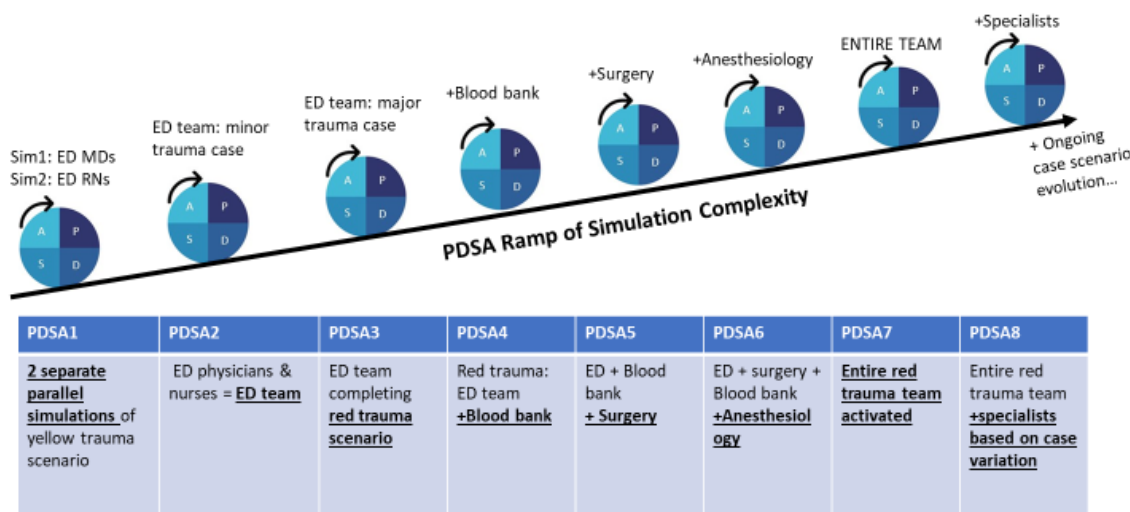 +Specialists
ENTIRE TEAM
+Anesthesiology
+Surgery
+Blood bank
ED team: major
trauma case
ED team: minor
trauma case
Sim1: ED MDs
Sim2: ED RNs
A P
S D
A P
S D
A P
S D
A P
S D
A P
S D
A P
S D
A P
S D
A P
S D
+ Ongoing
case scenario
evolution...
PDSA Ramp of Simulation Complexity
PDSA1
PDSA2
PDSA3
PDSA4
PDSA5
PDSA6
PDSA7
PDSA8
2 separate
parallel
simulations of
yellow trauma
scenario
ED physicians &
nurses = ED team
ED team
completing
red trauma
scenario
Red trauma:
ED team
+Blood bank
ED + Blood
bank
+ Surgery
ED + surgery +
Blood bank
+Anesthesiol
ogy
Entire red
trauma team
activated
Entire red
trauma team
+specialists
based on case
variation